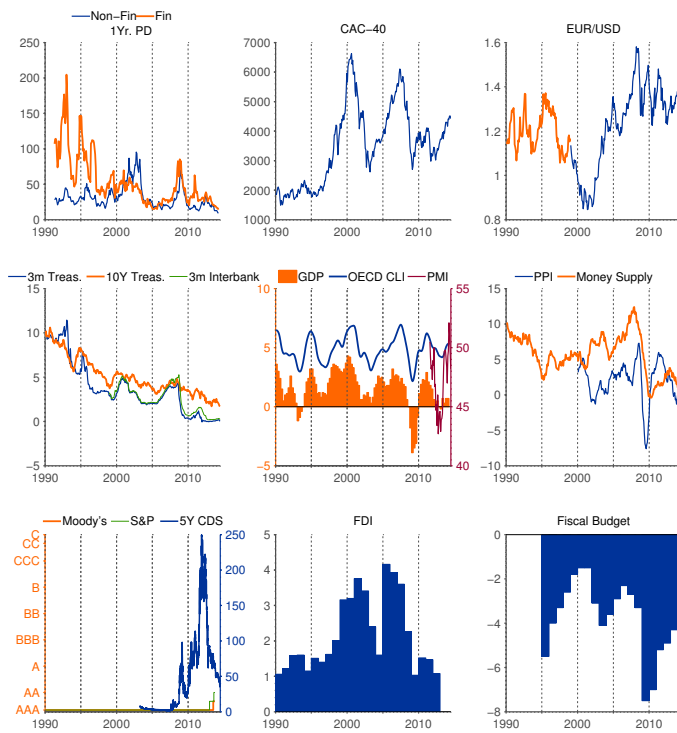 Non−Fin Fin
1Yr. PD
250
200
150
100
50
0
1990 2000 2010
CAC−40
7000
6000
5000
4000
3000
2000
1000
1990 2000 2010
EUR/USD
1.6
1.4
1.2
1
0.8
1990 2000 2010
3m Treas. 10Y Treas. 3m Interbank
15
10
5
0
−5
1990 2000 2010
GDP OECD CLI PMI
10 55
5 50
0 45
−5 40
1990 2000 2010
PPI Money Supply
15
10
5
0
−5
−10
1990 2000 2010
Moody's S&P 5Y CDS
C 250
CC
CCC 200
B 150
BB
BBB 100
A 50
AA
AAA 0
1990 2000 2010
FDI
5
4
3
2
1
0
1990 2000 2010
Fiscal Budget
0
−2
−4
−6
−8
1990 2000 2010